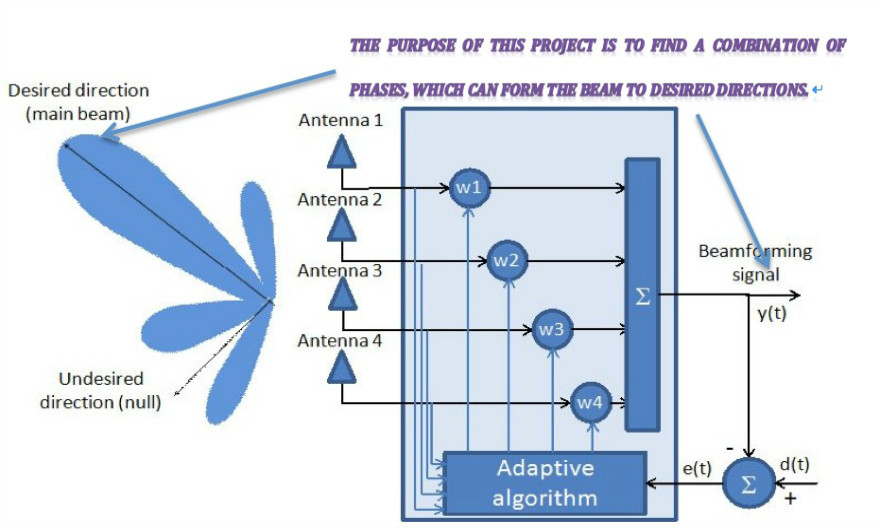 THE PURPOSE OF THIS PROJECT IS TO FIND A COMBINATION OF
PHASES, WHICH CAN FORM THE BEAM TO DESIRED DIRECTIONS.
Desired direction
(main beam)
Antenna 1
w1
Antenna 2
w2
Antenna 3
w3
Antenna 4
w4
Σ
Beamforming
signal
y(t)
Undesired
direction (null)
Adaptive
algorithm
e(t)
-
Σ
d(t)
+